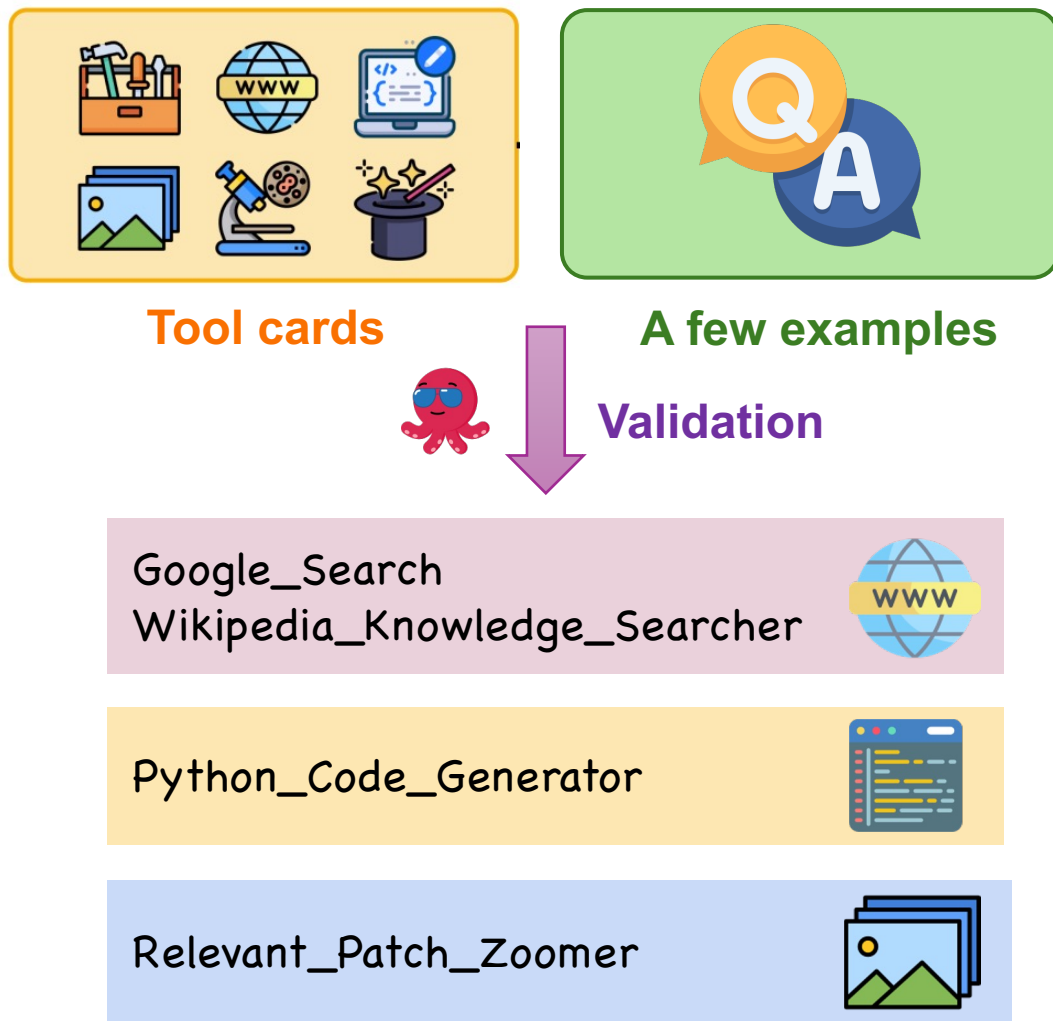 WWW
</>
{ }
Q
A
Tool cards
A few examples
Validation
Google_Search
Wikipedia_Knowledge_Searcher
WWW
Python_Code_Generator
Relevant_Patch_Zoomer